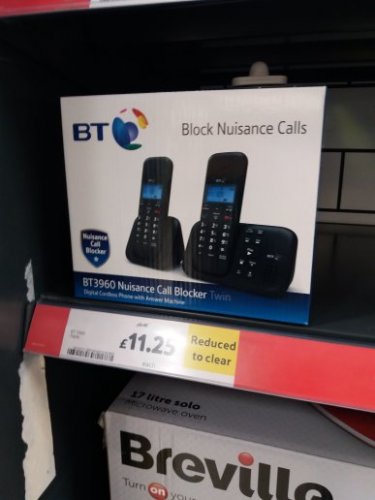 BT
Block Nuisance Calls
Nuisance
Call
Blocker
BT3960 Nuisance Call Blocker Twin
Digital Cordless Phone with Answer Machine
£11.25
Reduced
to clear
17 litre solo
microwave oven
Breville
Turn on your